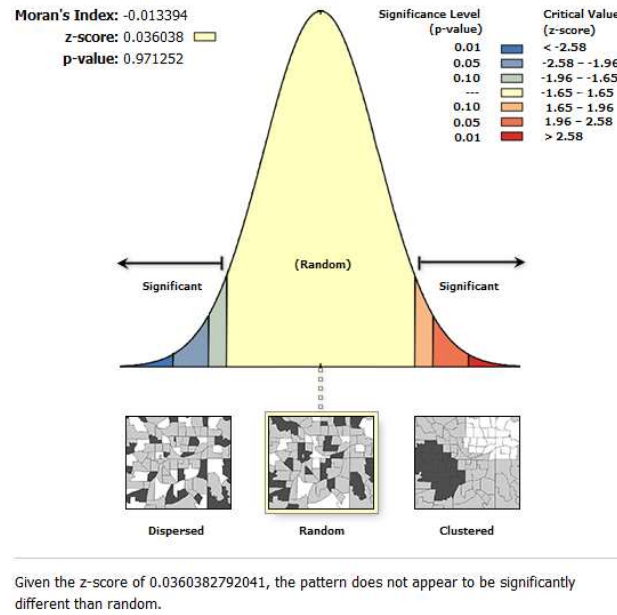 Moran's Index: -0.013394
z-score: 0.036038
p-value: 0.971252
Significance Level
(p-value)
Critical Value
(z-score)
0.01 < -2.58
0.05 -2.58 – -1.96
0.10 -1.96 – -1.65
--- -1.65 – 1.65
0.10 1.65 – 1.96
0.05 1.96 – 2.58
0.01 > 2.58
(Random)
Significant
Significant
Dispersed
Random
Clustered
Given the z-score of 0.0360382792041, the pattern does not appear to be significantly
different than random.